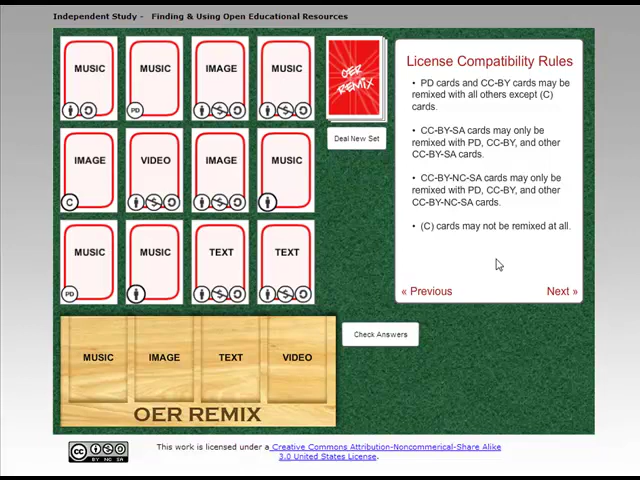 Independent Study - Finding & Using Open Educational Resources
MUSIC MUSIC IMAGE MUSIC
PD
OER
REMIX
Deal New Set
IMAGE VIDEO IMAGE MUSIC
C
MUSIC MUSIC TEXT TEXT
PD
License Compatibility Rules
• PD cards and CC-BY cards may be
remixed with all others except (C)
cards.
• CC-BY-SA cards may only be
remixed with PD, CC-BY, and other
CC-BY-SA cards.
• CC-BY-NC-SA cards may only be
remixed with PD, CC-BY, and other
CC-BY-NC-SA cards.
• (C) cards may not be remixed at all.
« Previous Next »
MUSIC IMAGE TEXT VIDEO
OER REMIX
Check Answers
cc
BY NC SA
This work is licensed under a Creative Commons Attribution-Noncommerical-Share Alike
3.0 United States License.